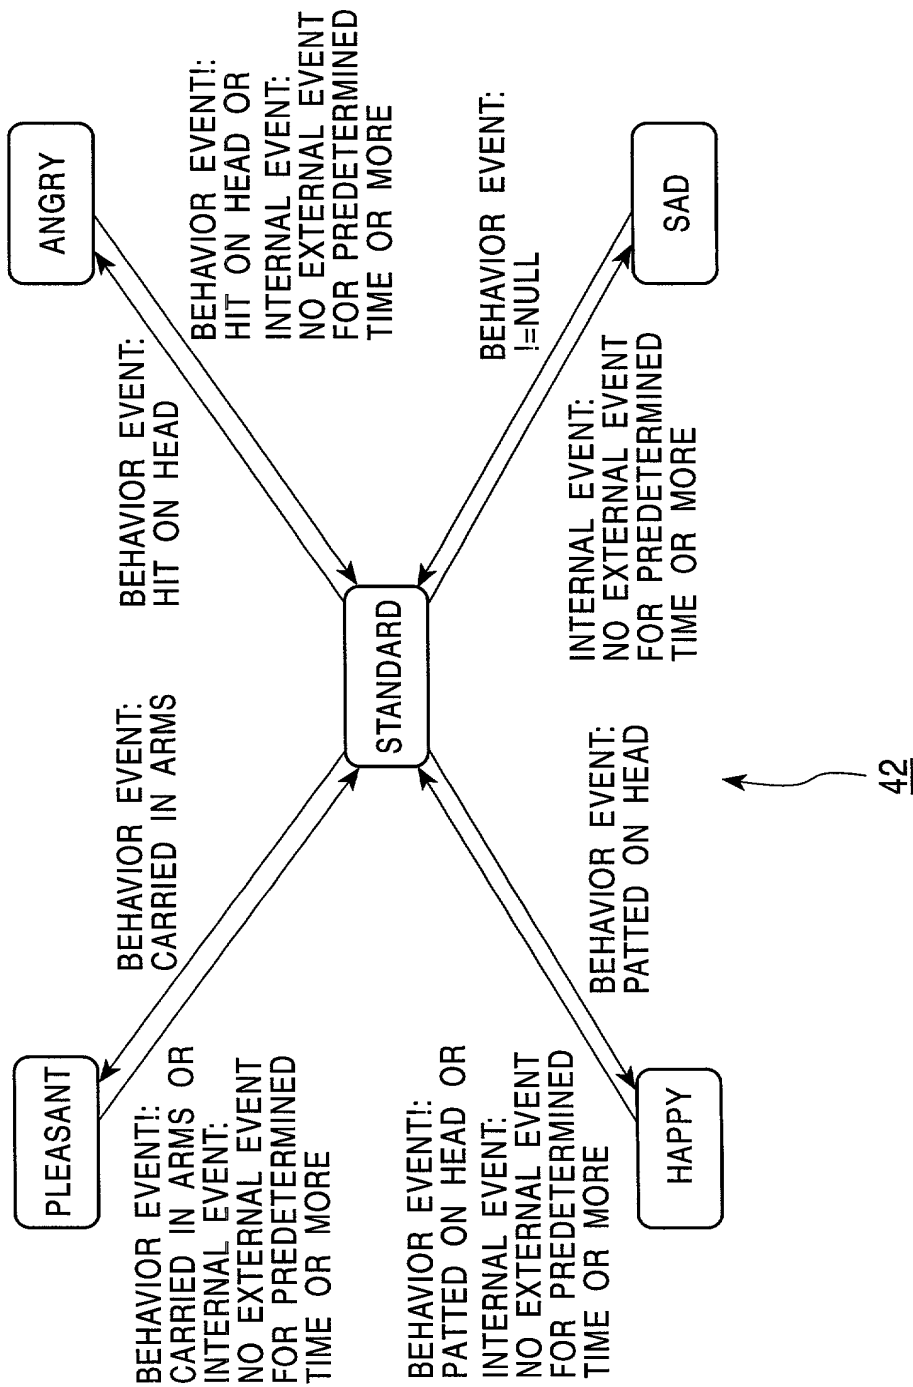 PLEASANT
ANGRY
BEHAVIOR EVENT:
CARRIED IN ARMS
BEHAVIOR EVENT:
HIT ON HEAD
BEHAVIOR EVENT!:
CARRIED IN ARMS OR
INTERNAL EVENT:
NO EXTERNAL EVENT
FOR PREDETERMINED
TIME OR MORE
BEHAVIOR EVENT!:
HIT ON HEAD OR
INTERNAL EVENT:
NO EXTERNAL EVENT
FOR PREDETERMINED
TIME OR MORE
STANDARD
BEHAVIOR EVENT!:
PATTED ON HEAD OR
INTERNAL EVENT:
NO EXTERNAL EVENT
FOR PREDETERMINED
TIME OR MORE
BEHAVIOR EVENT:
!=NULL
BEHAVIOR EVENT:
PATTED ON HEAD
INTERNAL EVENT:
NO EXTERNAL EVENT
FOR PREDETERMINED
TIME OR MORE
HAPPY
SAD
42